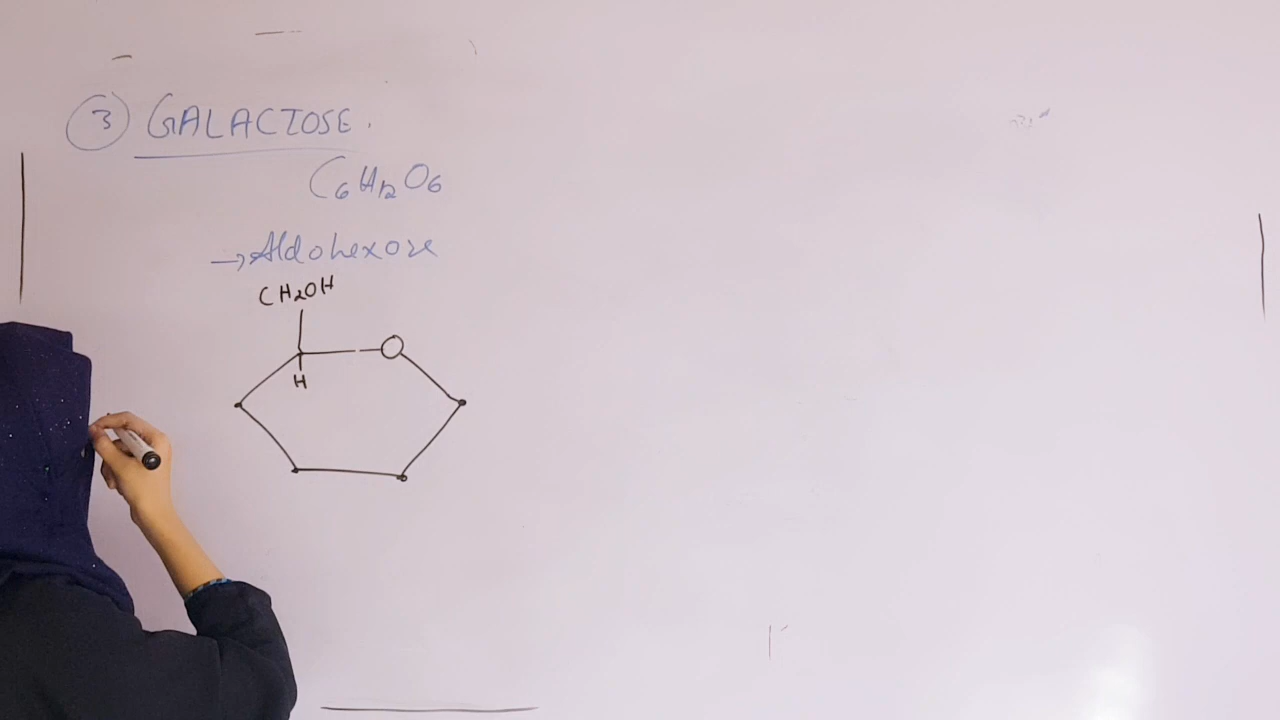 ③ GALACTOSE.
C₆H₁₂O₆
→ Aldohexose
CH₂OH
O
H